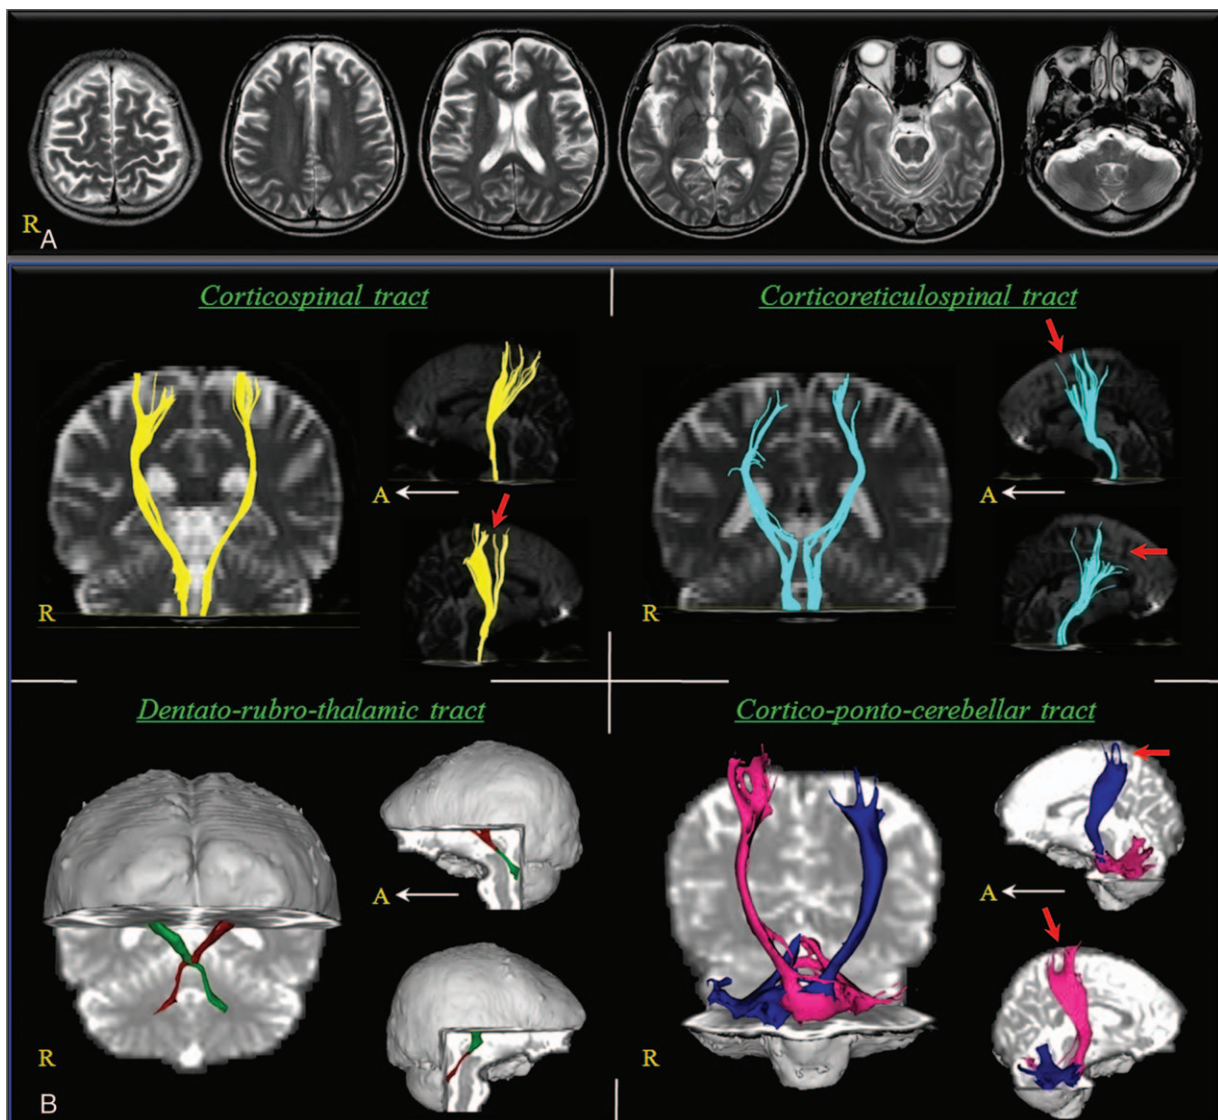 R
A
Corticospinal tract
Corticoreticulospinal tract
A
A
R
R
Dentato-rubro-thalamic tract
Cortico-ponto-cerebellar tract
A
A
R
R
B